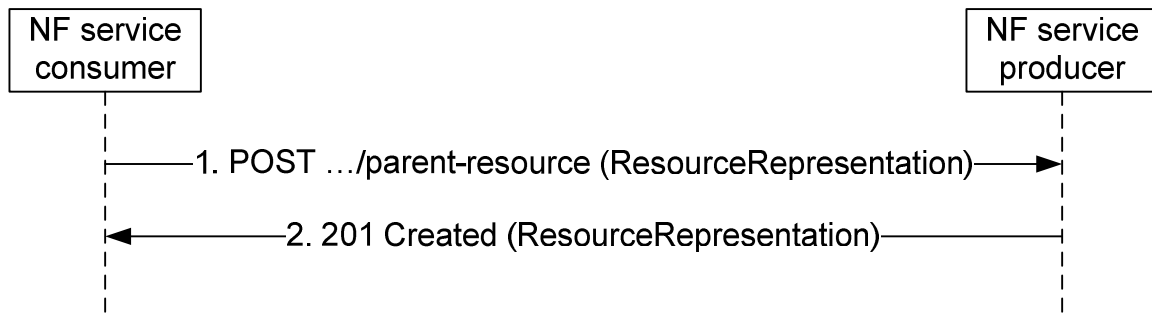 NF service
consumer
NF service
producer
1. POST …/parent-resource (ResourceRepresentation)
2. 201 Created (ResourceRepresentation)